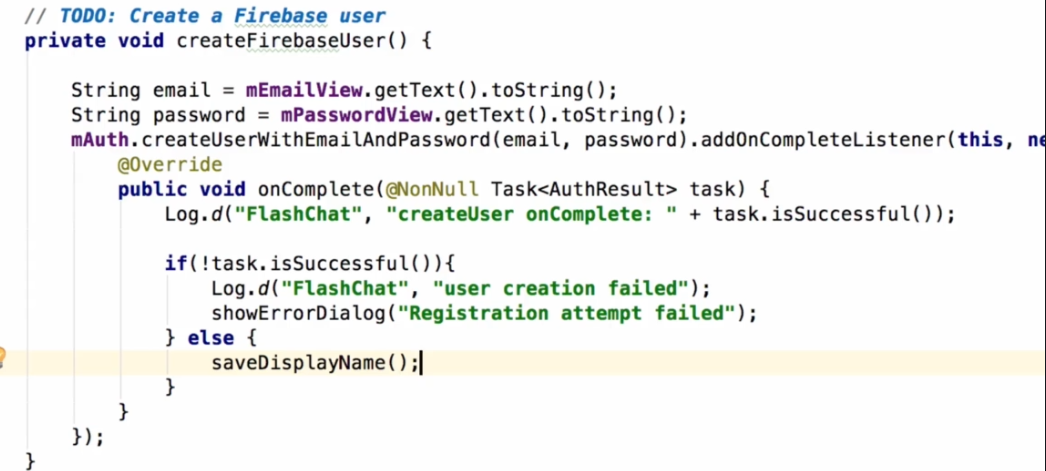 // TODO: Create a Firebase user
private void createFirebaseUser() {
String email = mEmailView.getText().toString();
String password = mPasswordView.getText().toString();
mAuth.createUserWithEmailAndPassword(email, password).addOnCompleteListener(this, ne
@Override
public void onComplete(@NonNull Task<AuthResult> task) {
Log.d("FlashChat", "createUser onComplete: " + task.isSuccessful());
if(!task.isSuccessful()){
Log.d("FlashChat", "user creation failed");
showErrorDialog("Registration attempt failed");
} else {
saveDisplayName();
}
}
});
}